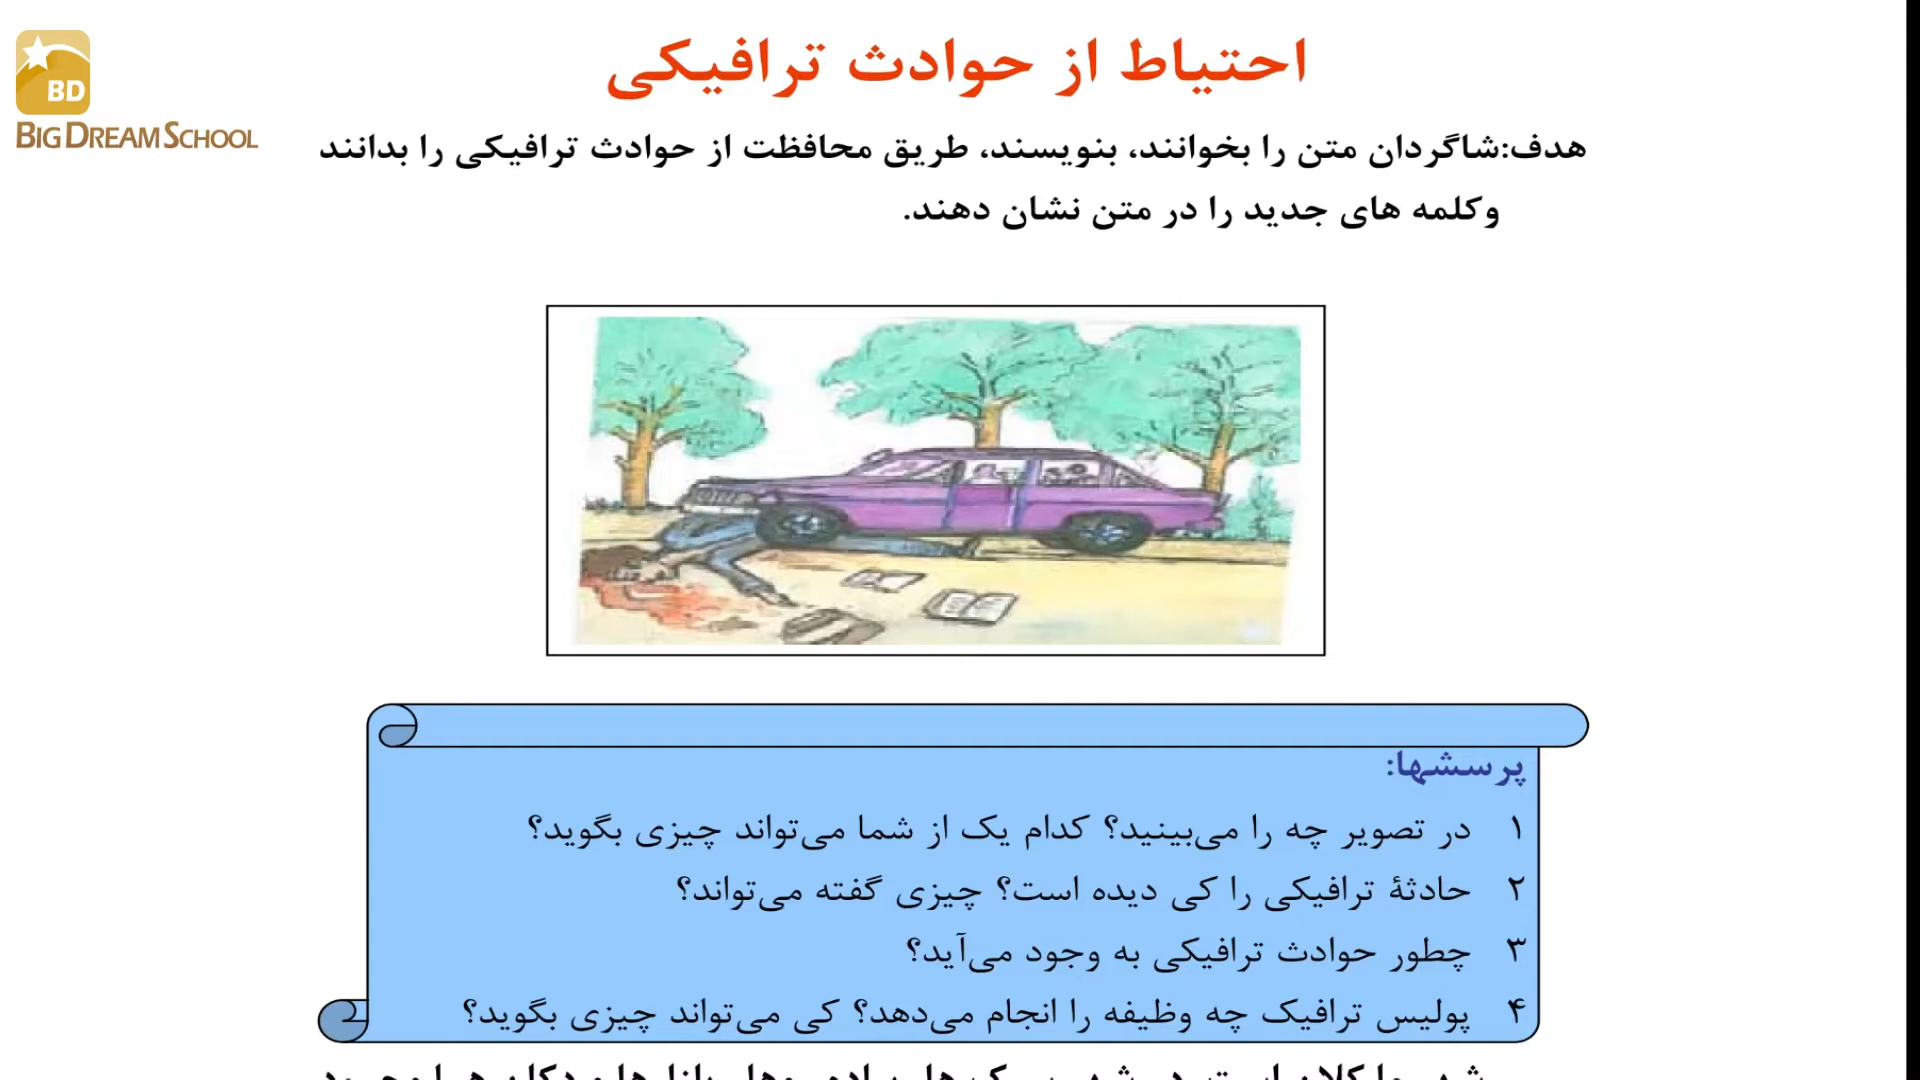 BD
BIG DREAM SCHOOL
احتیاط از حوادث ترافیکی
هدف:شاگردان متن را بخوانند، بنویسند، طریق محافظت از حوادث ترافیکی را بدانند
وکلمه های جدید را در متن نشان دهند.
پرسشها:
۱ در تصویر چه را می‌بینید؟ کدام یک از شما می‌تواند چیزی بگوید؟
۲ حادثۀ ترافیکی را کی دیده است؟ چیزی گفته می‌تواند؟
۳ چطور حوادث ترافیکی به وجود می‌آید؟
۴ پولیس ترافیک چه وظیفه را انجام می‌دهد؟ کی می‌تواند چیزی بگوید؟